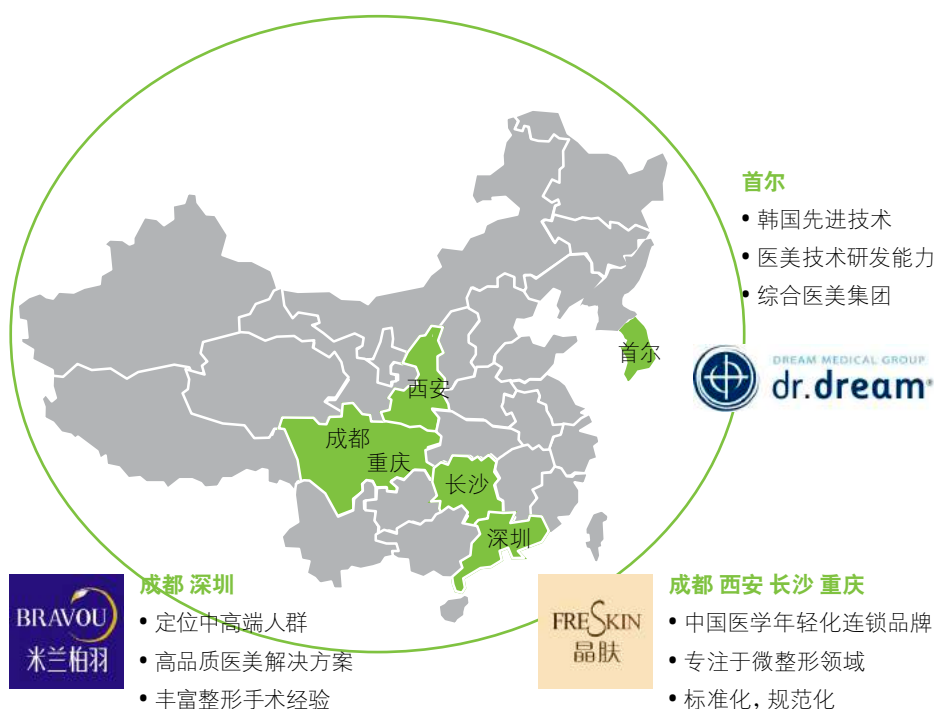 首尔
• 韩国先进技术
• 医美技术研发能力
• 综合医美集团
DREAM MEDICAL GROUP
dr.dream
首尔
西安
成都
重庆
长沙
深圳
BRAVOU
米兰柏羽
成都 深圳
• 定位中高端人群
• 高品质医美解决方案
• 丰富整形手术经验
FRESKIN
晶肤
成都 西安 长沙 重庆
• 中国医学年轻化连锁品牌
• 专注于微整形领域
• 标准化, 规范化